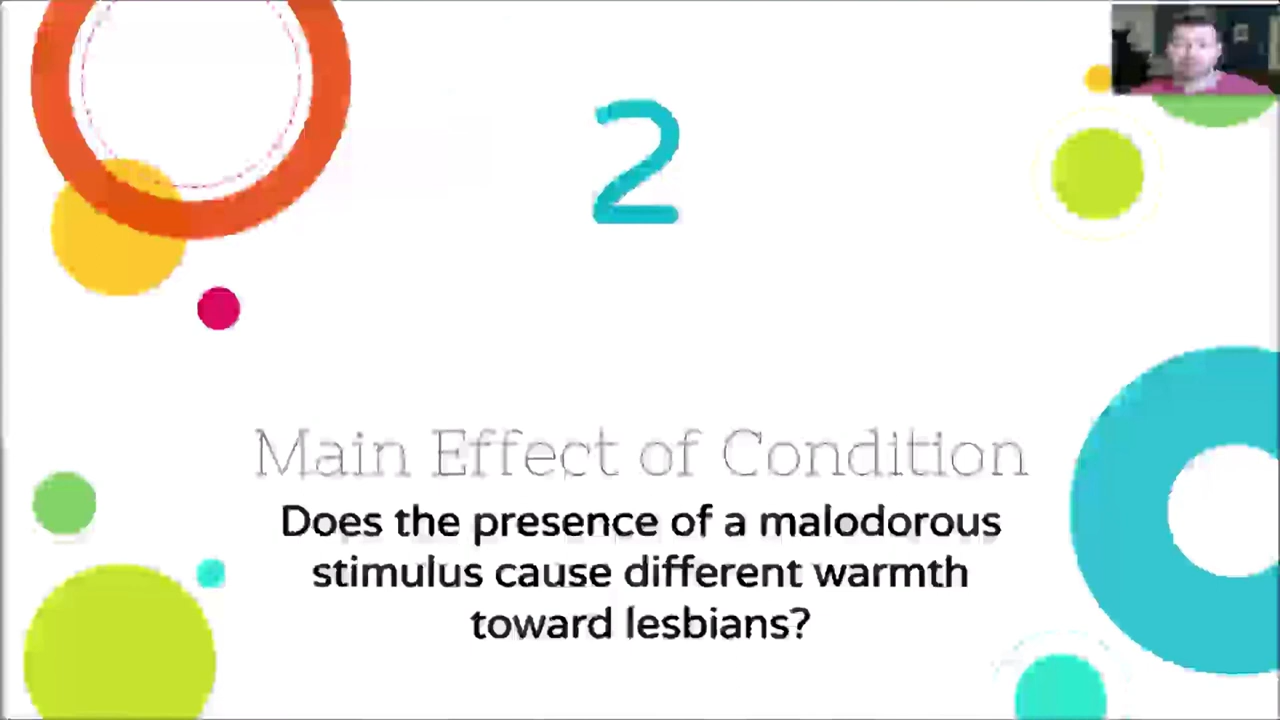 2
Main Effect of Condition
Does the presence of a malodorous
stimulus cause different warmth
toward lesbians?